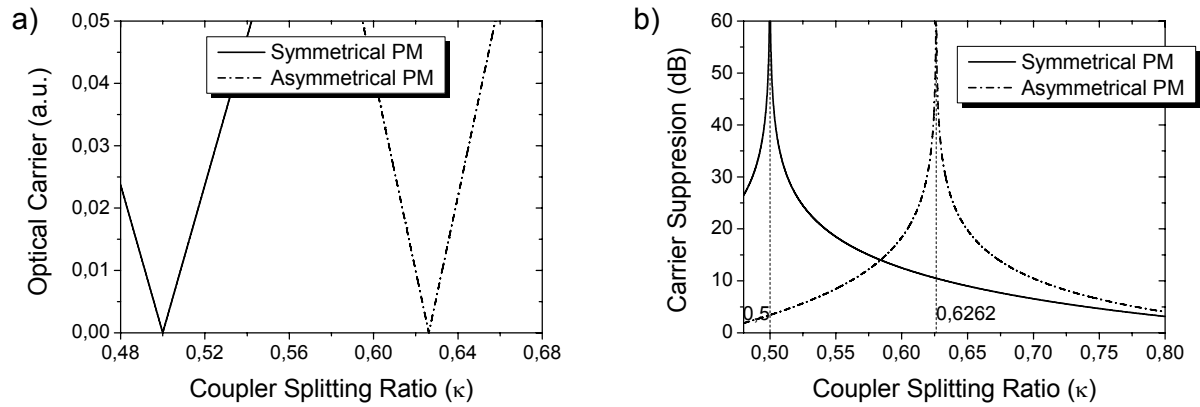 a)
Optical Carrier (a.u.)
0,05
0,04
0,03
0,02
0,01
0,00
Symmetrical PM
Asymmetrical PM
0,48 0,52 0,56 0,60 0,64 0,68
Coupler Splitting Ratio (κ)
b)
Carrier Suppresion (dB)
60
50
40
30
20
10
0
Symmetrical PM
Asymmetrical PM
0,5
0,6262
0,50 0,55 0,60 0,65 0,70 0,75 0,80
Coupler Splitting Ratio (κ)